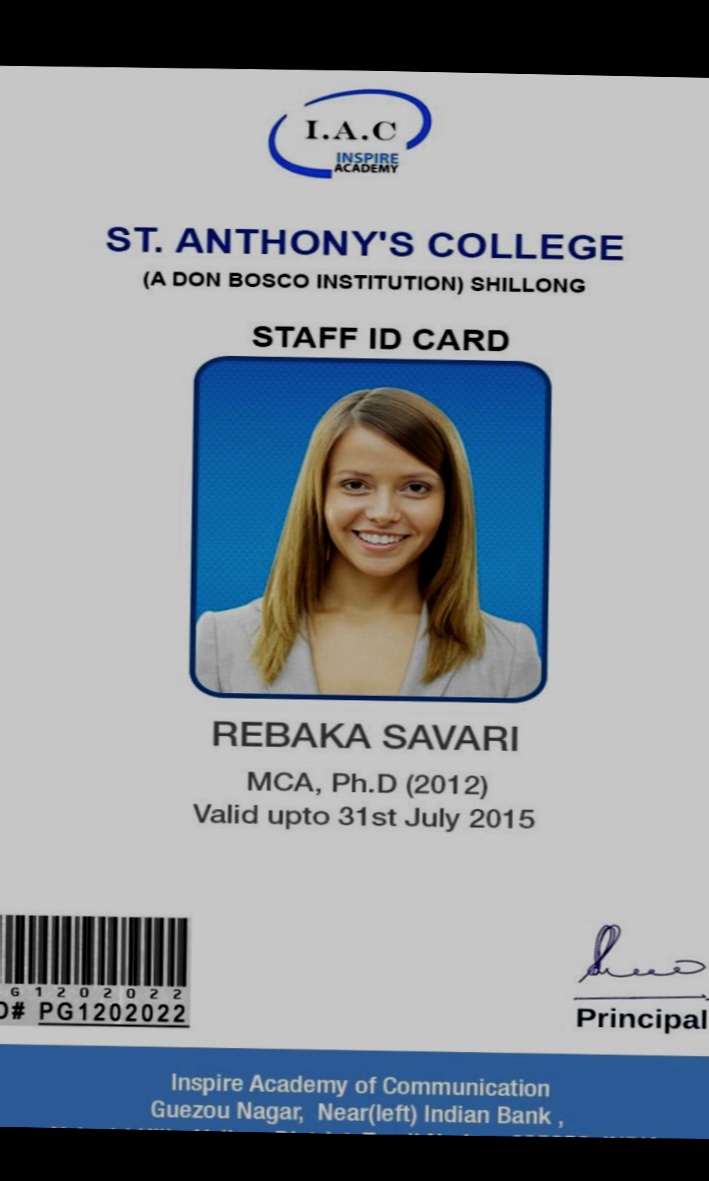 I.A.C
INSPIRE
ACADEMY
ST. ANTHONY'S COLLEGE
(A DON BOSCO INSTITUTION) SHILLONG
STAFF ID CARD
REBAKA SAVARI
MCA, Ph.D (2012)
Valid upto 31st July 2015
G 1 2 0 2 0 2 2
D# PG1202022
Principal
Inspire Academy of Communication
Guezou Nagar, Near(left) Indian Bank ,